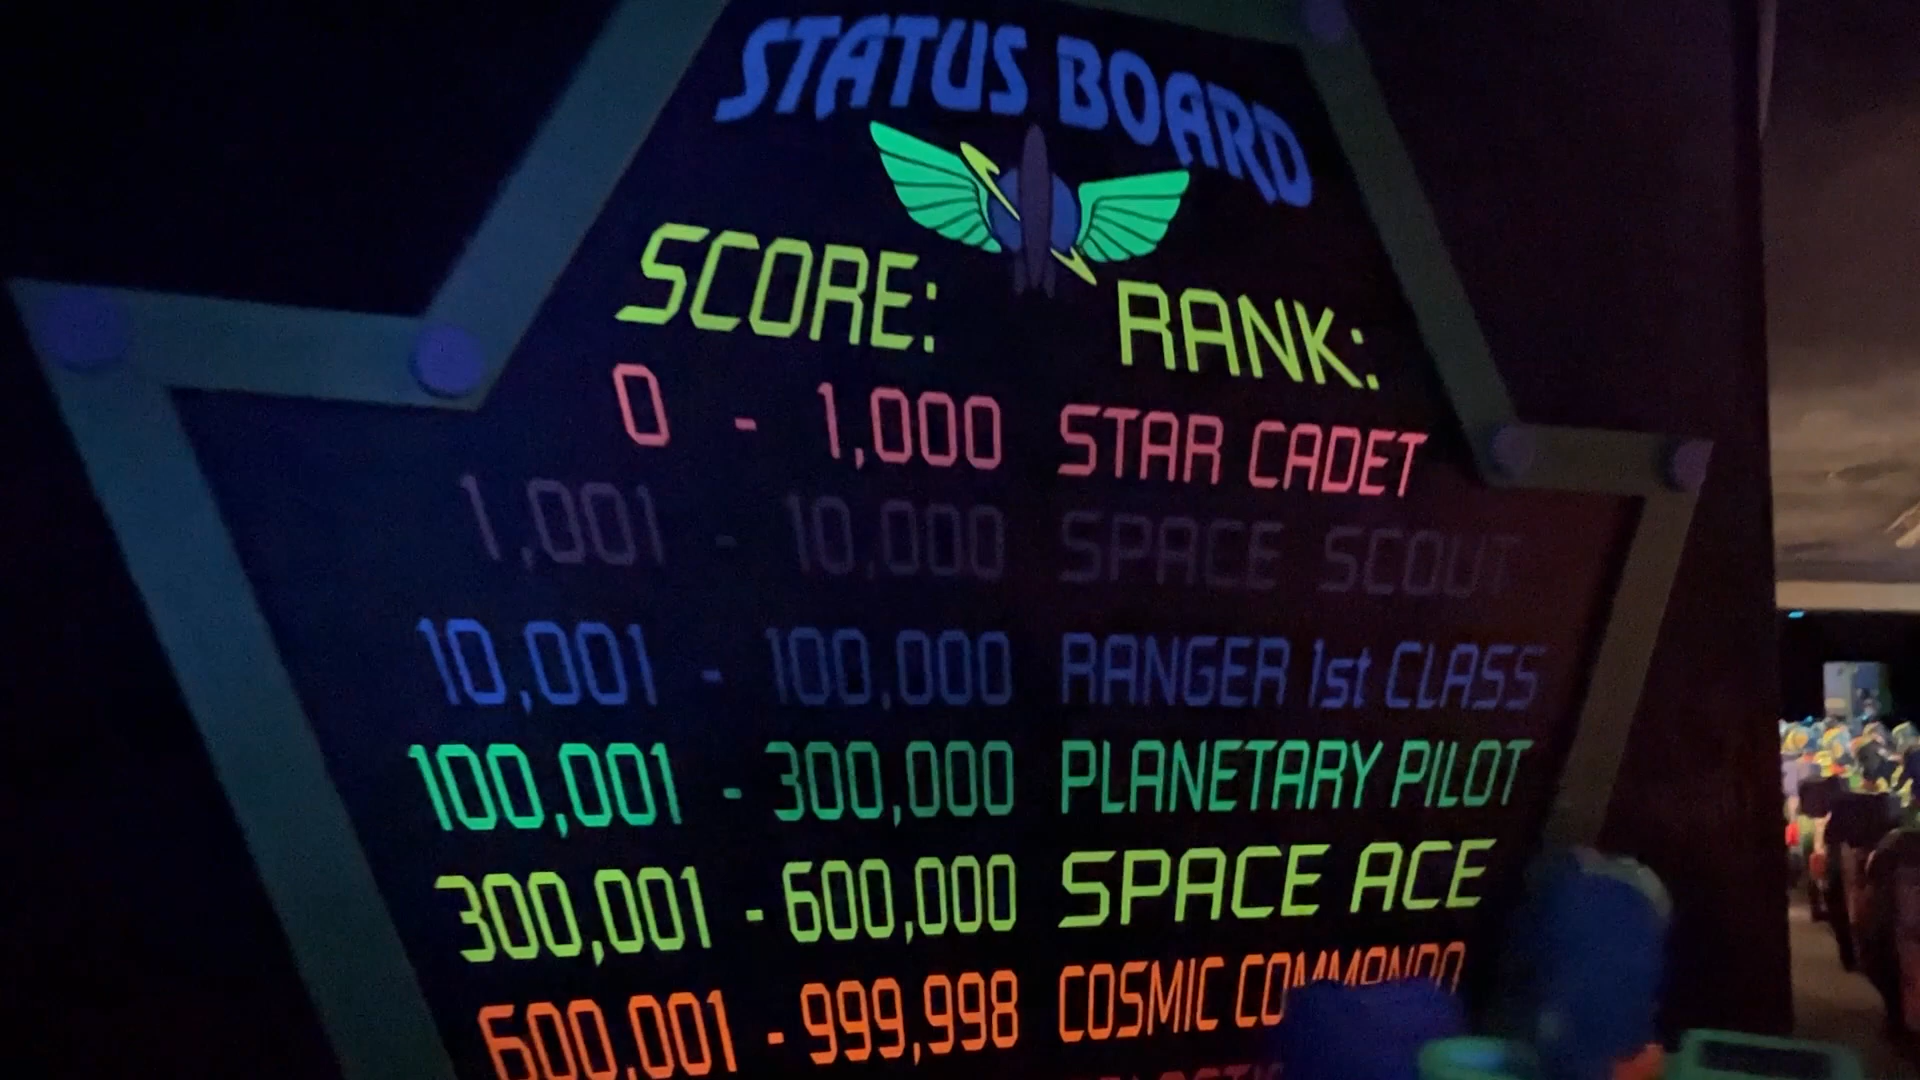 STATUS BOARD
SCORE: RANK:
0 - 1,000 STAR CADET
1,001 - 10,000 SPACE SCOUT
10,001 - 100,000 RANGER 1st CLASS
100,001 - 300,000 PLANETARY PILOT
300,001 - 600,000 SPACE ACE
600,001 - 999,998 COSMIC COMMANDO